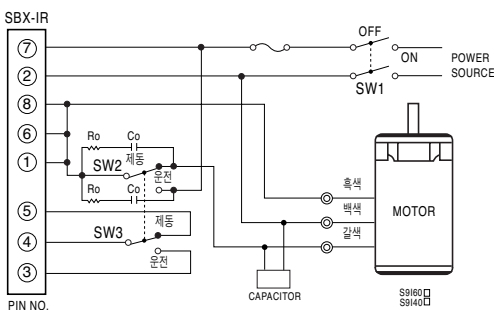 SBX-IR
7
2
8
6
1
5
4
3
PIN NO.
OFF
ON
POWER
SOURCE
SW1
Ro
Co
제동
SW2
운전
Ro
Co
제동
SW3
운전
흑색
백색
갈색
MOTOR
CAPACITOR
S9I60□
S9I40□